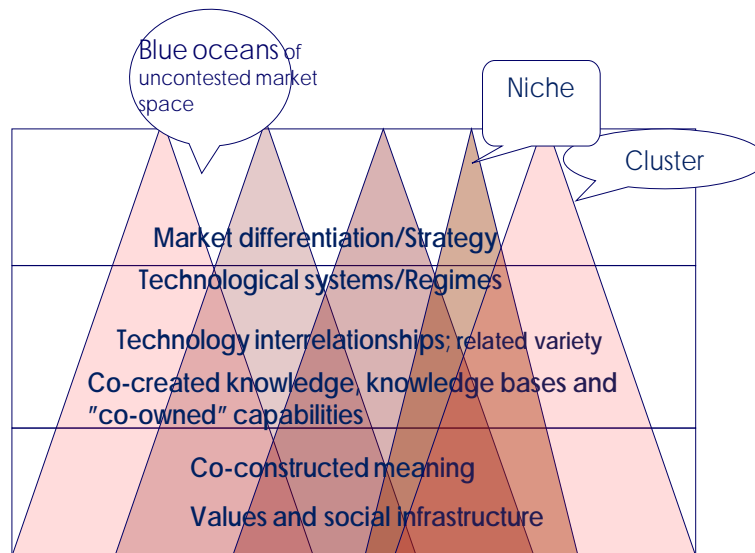 Blue oceans of
uncontested market
space
Niche
Cluster
Market differentiation/Strategy
Technological systems/Regimes
Technology interrelationships; related variety
Co-created knowledge, knowledge bases and
"co-owned" capabilities
Co-constructed meaning
Values and social infrastructure